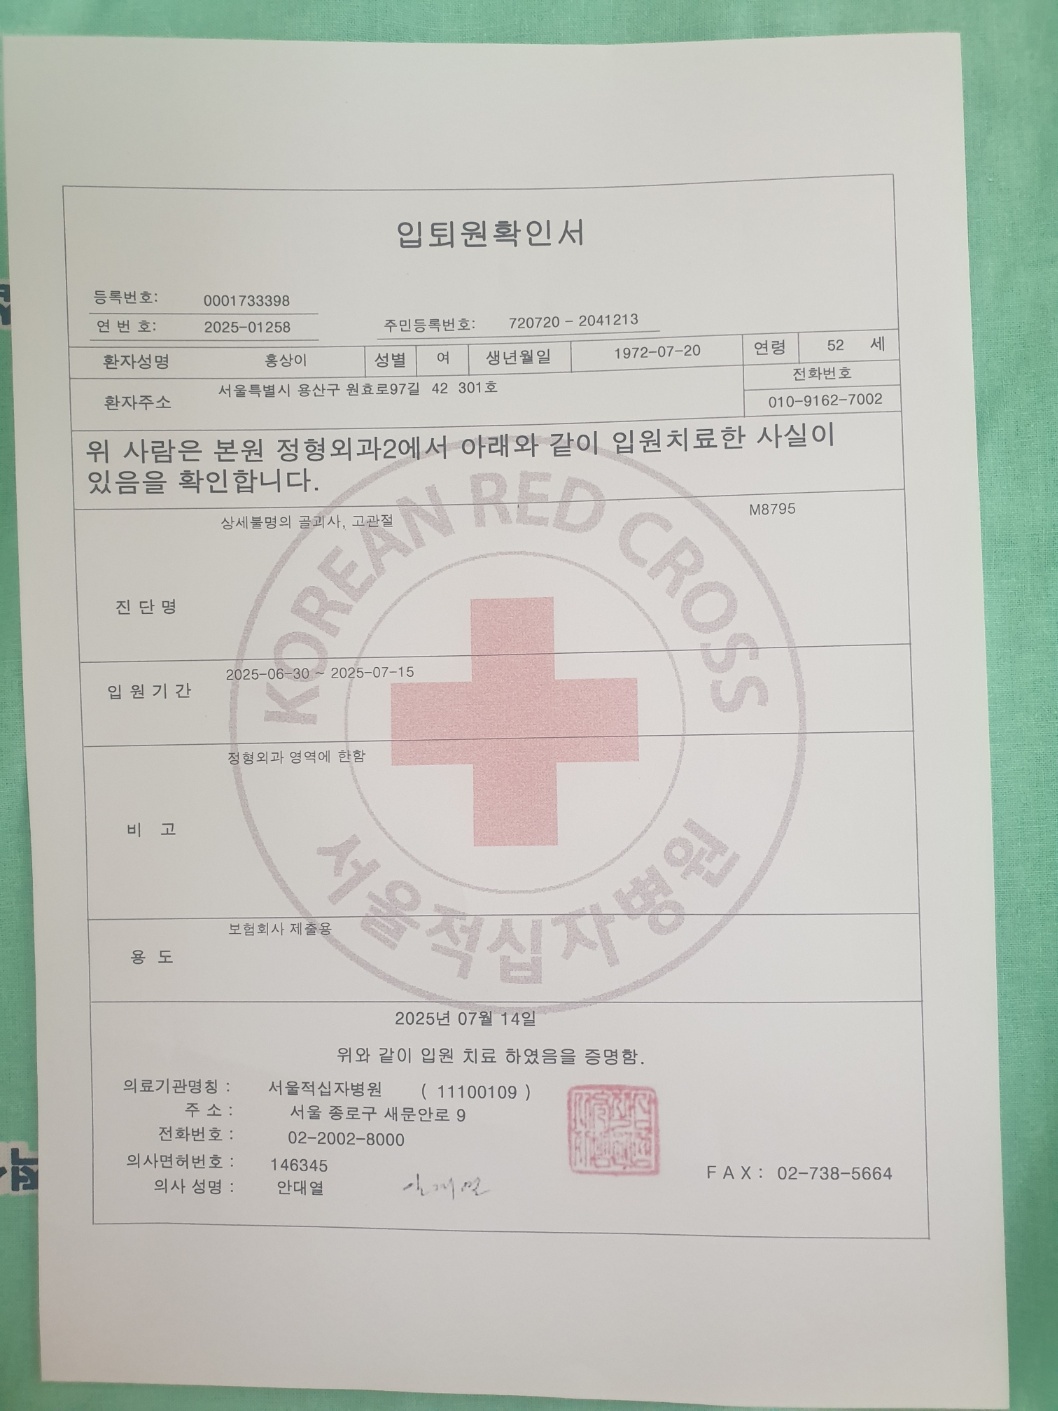 입퇴원확인서
등록번호: 0001733398
연 번 호: 2025-01258 주민등록번호: 720720 - 2041213
환자성명 홍상이 성별 여 생년월일 1972-07-20 연령 52 세
환자주소 서울특별시 용산구 원효로97길 42 301호 전화번호
010-9162-7002
위 사람은 본원 정형외과2에서 아래와 같이 입원치료한 사실이
있음을 확인합니다.
KOREAN RED CROSS
진 단 명 상세불명의 골괴사, 고관절 M8795
입 원 기 간 2025-06-30 ~ 2025-07-15
비 고 정형외과 영역에 한함
서울적십자병원
용 도 보험회사 제출용
2025년 07월 14일
위와 같이 입원 치료 하였음을 증명함.
의료기관명칭 : 서울적십자병원 ( 11100109 )
주 소 : 서울 종로구 새문안로 9
전화번호 : 02-2002-8000
의사면허번호 : 146345
의사 성명 : 안대열
F A X : 02-738-5664